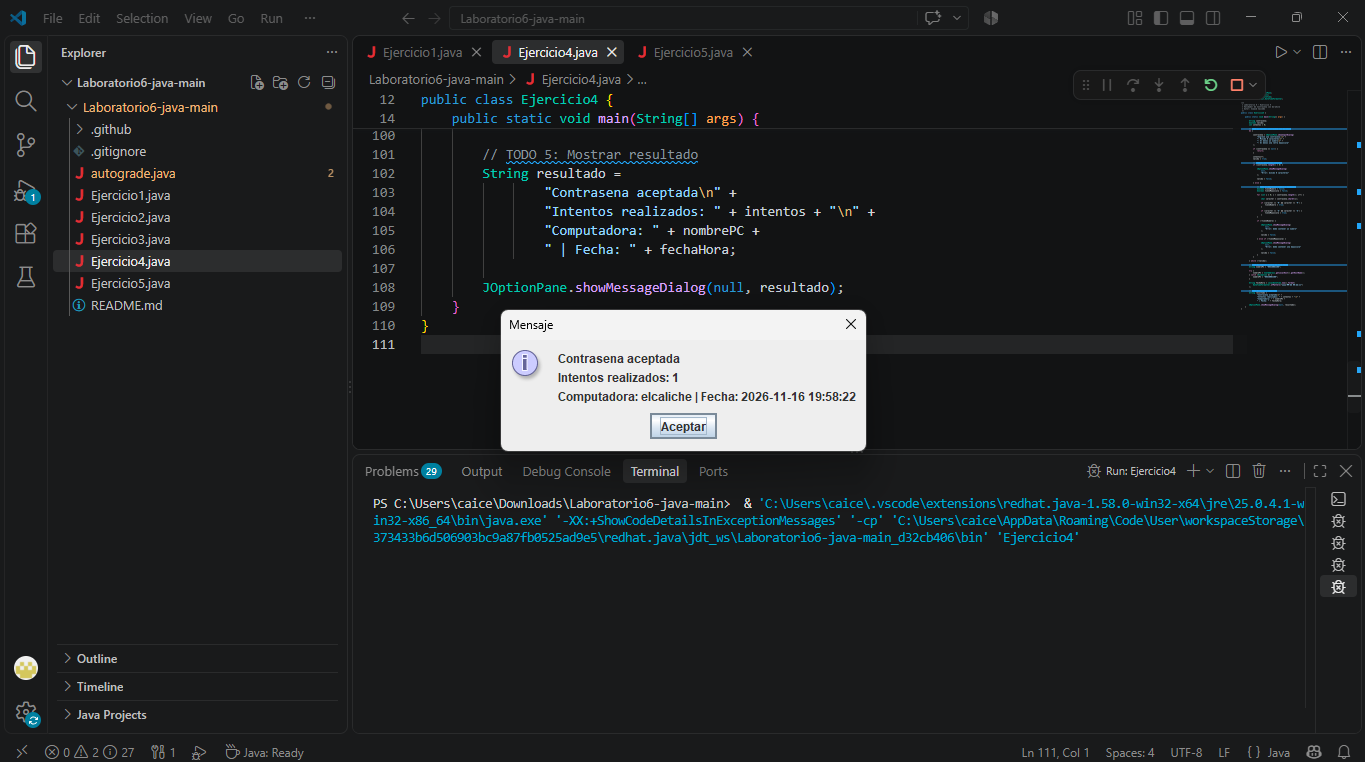 File Edit Selection View Go Run ···
Laboratorio6-java-main
Explorer
Laboratorio6-java-main
Laboratorio6-java-main
.github
.gitignore
autograde.java 2
Ejercicio1.java
Ejercicio2.java
Ejercicio3.java
Ejercicio4.java
Ejercicio5.java
README.md
1
Outline
Timeline
Java Projects
Ejercicio1.java Ejercicio4.java Ejercicio5.java
Laboratorio6-java-main > Ejercicio4.java > ...
12 public class Ejercicio4 {
14 public static void main(String[] args) {
100
101 // TODO 5: Mostrar resultado
102 String resultado =
103 "Contrasena aceptada\n" +
104 "Intentos realizados: " + intentos + "\n" +
105 "Computadora: " + nombrePC +
106 " | Fecha: " + fechaHora;
107
108 JOptionPane.showMessageDialog(null, resultado);
109 }
110 }
111
Mensaje
Contrasena aceptada
Intentos realizados: 1
Computadora: elcaliche | Fecha: 2026-11-16 19:58:22
Aceptar
Problems 29 Output Debug Console Terminal Ports
Run: Ejercicio4
PS C:\Users\caice\Downloads\Laboratorio6-java-main> & 'C:\Users\caice\.vscode\extensions\redhat.java-1.58.0-win32-x64\jre\25.0.4.1-w
in32-x86_64\bin\java.exe' '-XX:+ShowCodeDetailsInExceptionMessages' '-cp' 'C:\Users\caice\AppData\Roaming\Code\User\workspaceStorage\
373433b6d506903bc9a87fb0525ad9e5\redhat.java\jdt_ws\Laboratorio6-java-main_d32cb406\bin' 'Ejercicio4'
0 2 27 1 Java: Ready
Ln 111, Col 1 Spaces: 4 UTF-8 LF { } Java